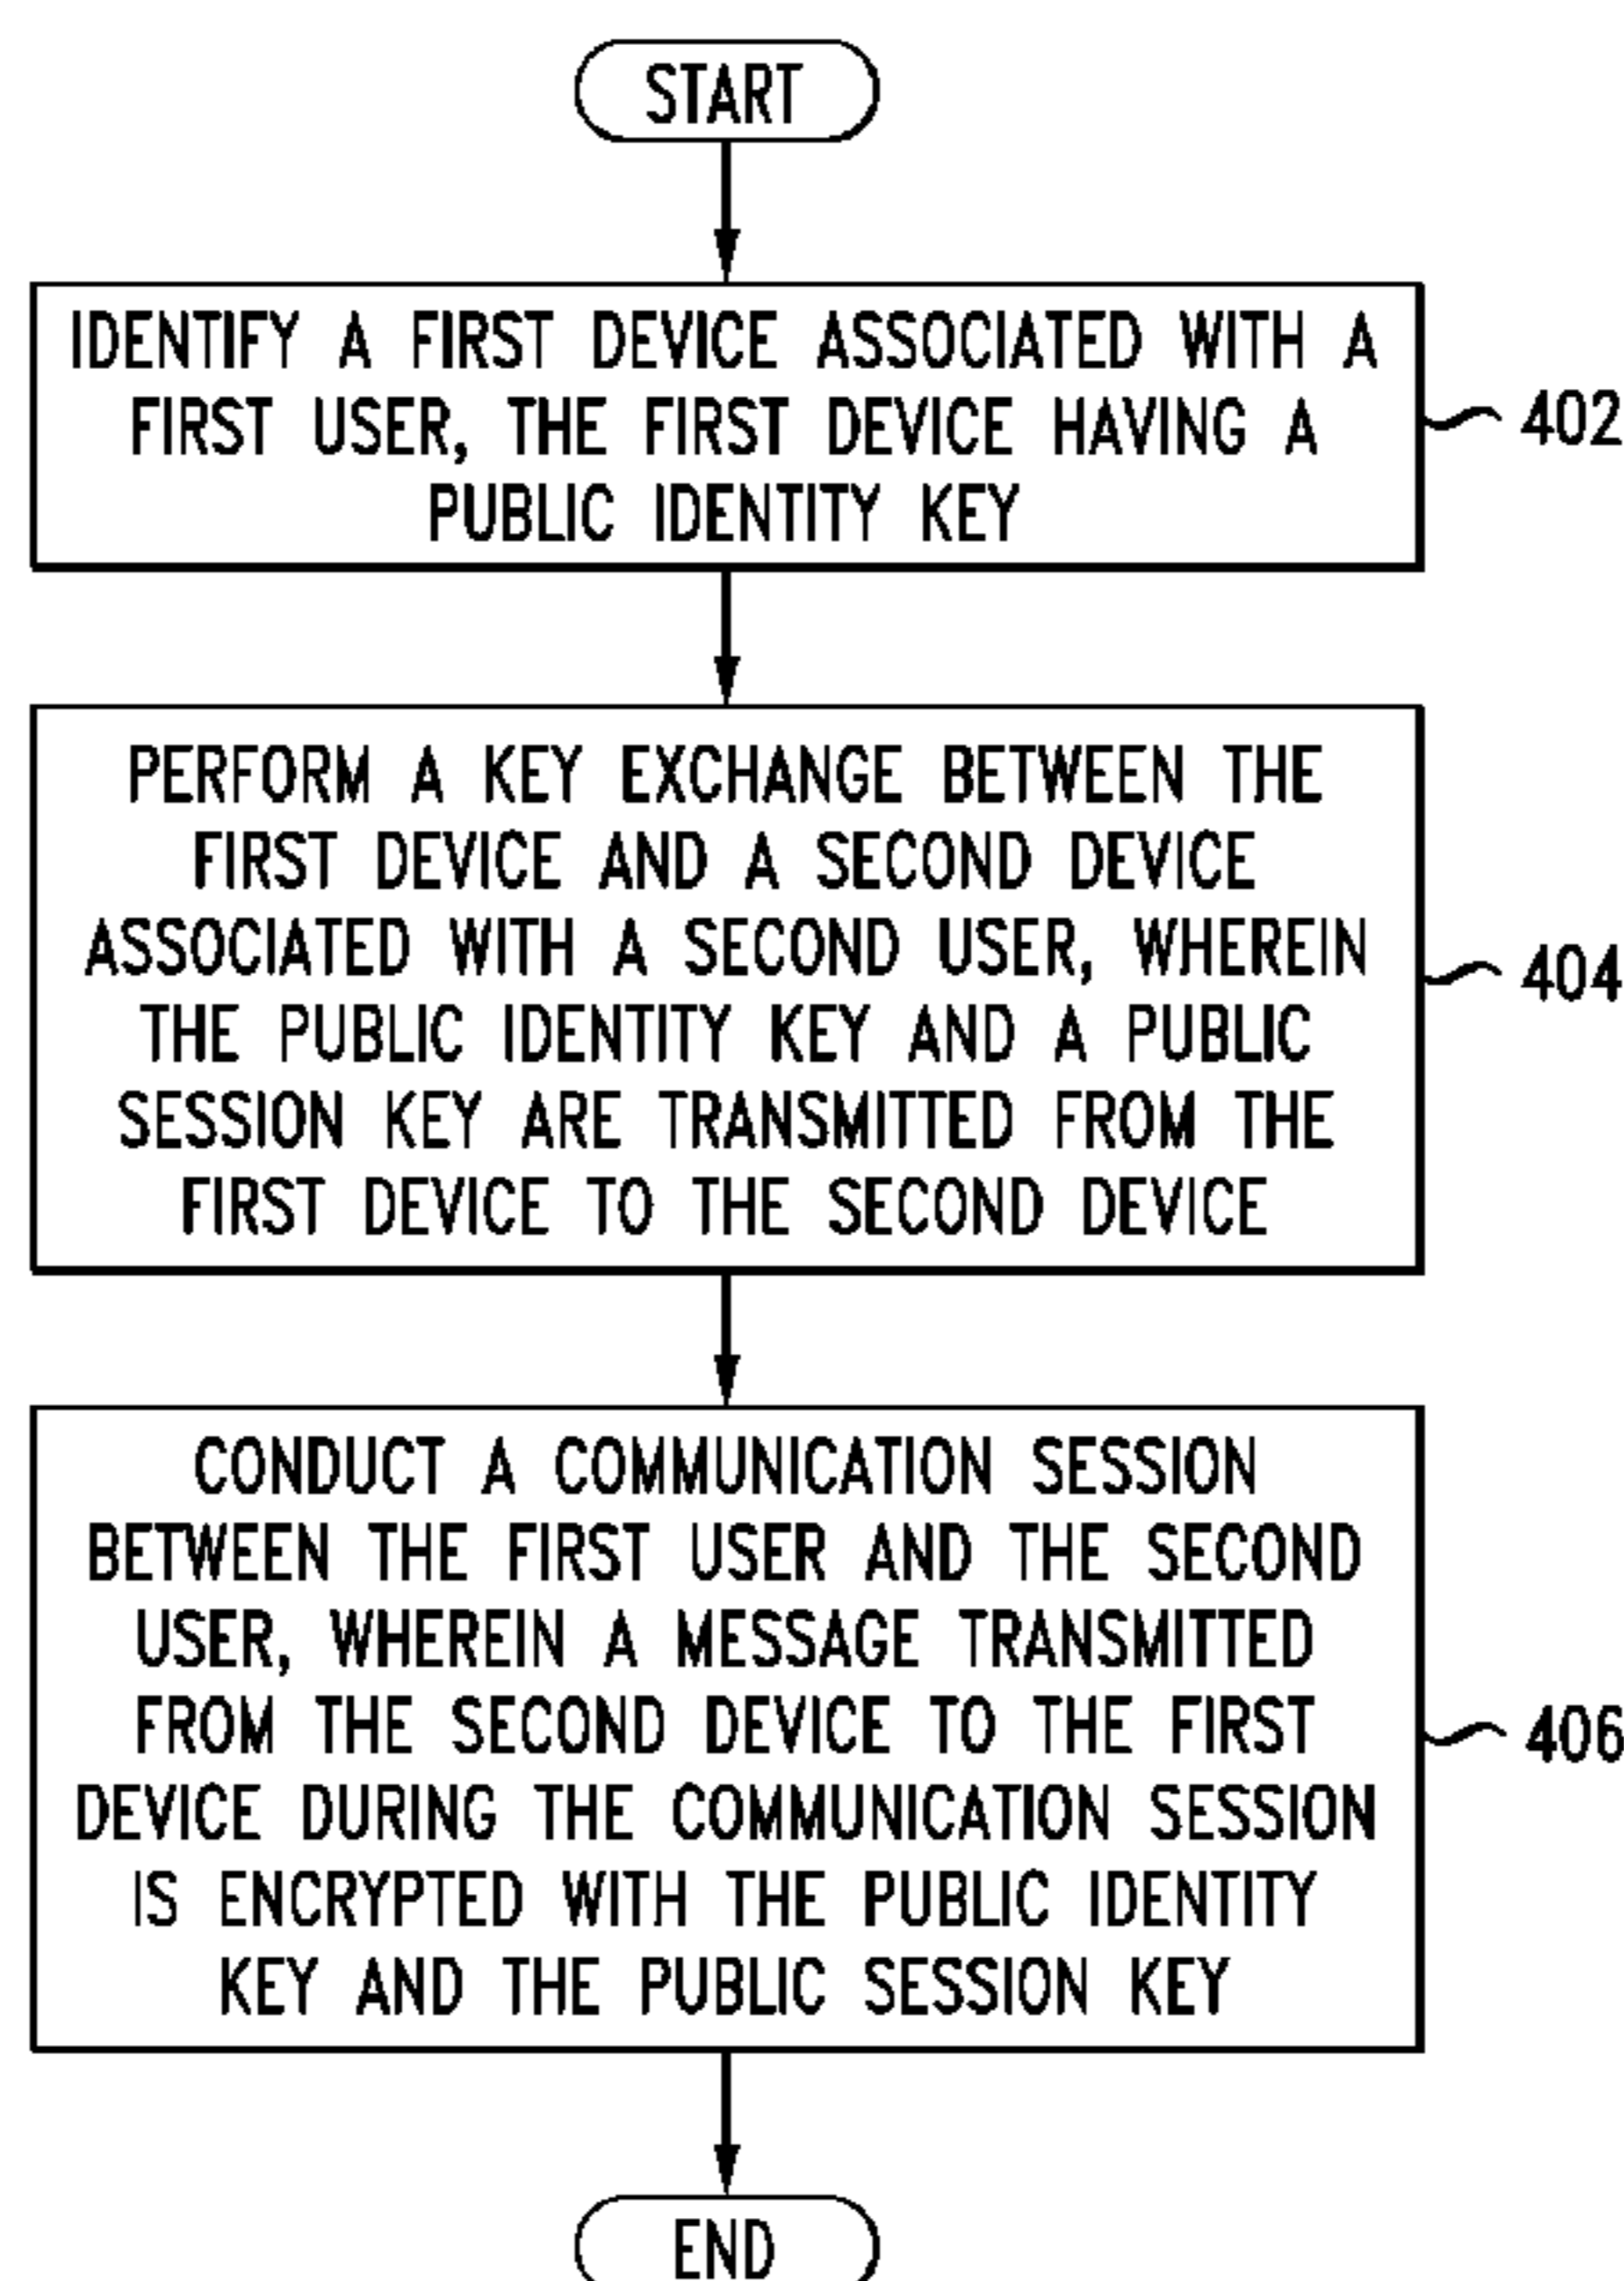 START
IDENTIFY A FIRST DEVICE ASSOCIATED WITH A
FIRST USER, THE FIRST DEVICE HAVING A
PUBLIC IDENTITY KEY
402
PERFORM A KEY EXCHANGE BETWEEN THE
FIRST DEVICE AND A SECOND DEVICE
ASSOCIATED WITH A SECOND USER, WHEREIN
THE PUBLIC IDENTITY KEY AND A PUBLIC
SESSION KEY ARE TRANSMITTED FROM THE
FIRST DEVICE TO THE SECOND DEVICE
404
CONDUCT A COMMUNICATION SESSION
BETWEEN THE FIRST USER AND THE SECOND
USER, WHEREIN A MESSAGE TRANSMITTED
FROM THE SECOND DEVICE TO THE FIRST
DEVICE DURING THE COMMUNICATION SESSION
IS ENCRYPTED WITH THE PUBLIC IDENTITY
KEY AND THE PUBLIC SESSION KEY
406
END